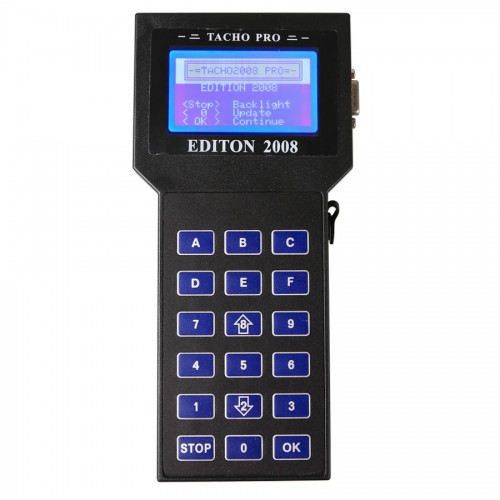 TACHO PRO
-=TACHO2008 PRO=-
EDITION 2008
<Stop> Backlight
< 0 > Update
< OK > Continue
EDITON 2008
A B C
D E F
7 8 9
4 5 6
1 2 3
STOP 0 OK